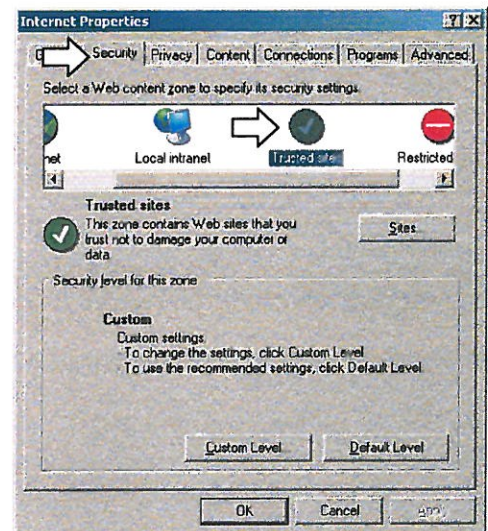 Internet Properties
Security Privacy Content Connections Programs Advanced
Select a Web content zone to specify its security settings.
net Local intranet Trusted sites Restricted
Trusted sites
This zone contains Web sites that you
trust not to damage your computer or
data.
Sites...
Security level for this zone
Custom
Custom settings.
- To change the settings, click Custom Level.
- To use the recommended settings, click Default Level.
Custom Level... Default Level
OK Cancel Apply